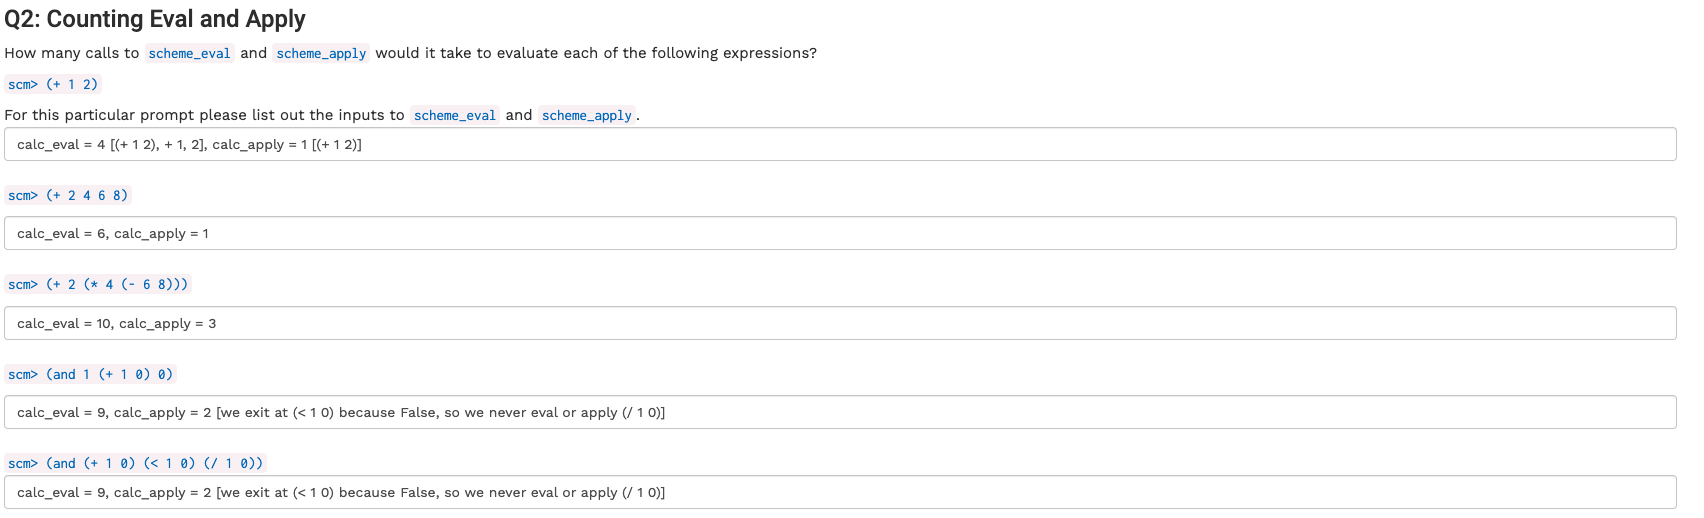 Q2: Counting Eval and Apply
How many calls to scheme_eval and scheme_apply would it take to evaluate each of the following expressions?
scm> (+ 1 2)
For this particular prompt please list out the inputs to scheme_eval and scheme_apply.
calc_eval = 4 [(+ 1 2), + 1, 2], calc_apply = 1 [(+ 1 2)]
scm> (+ 2 4 6 8)
calc_eval = 6, calc_apply = 1
scm> (+ 2 (* 4 (- 6 8)))
calc_eval = 10, calc_apply = 3
scm> (and 1 (+ 1 0) 0)
calc_eval = 9, calc_apply = 2 [we exit at (< 1 0) because False, so we never eval or apply (/ 1 0)]
scm> (and (+ 1 0) (< 1 0) (/ 1 0))
calc_eval = 9, calc_apply = 2 [we exit at (< 1 0) because False, so we never eval or apply (/ 1 0)]